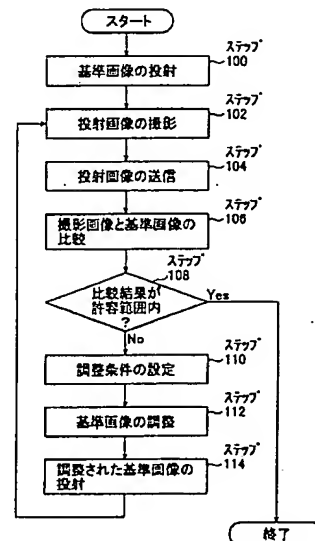 スタート
ステップ
100
基準画像の投射
ステップ
102
投射画像の撮影
ステップ
104
投射画像の送信
ステップ
106
撮影画像と基準画像の
比較
ステップ
108
比較結果が
許容範囲内
?
Yes
No
ステップ
110
調整条件の設定
ステップ
112
基準画像の調整
ステップ
114
調整された基準画像の
投射
終了